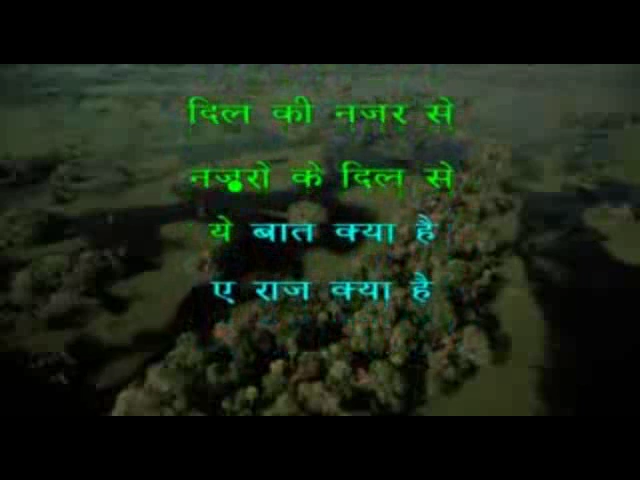 दिल की नजर से
नज़रो के दिल से
ये बात क्या है
ए राज क्या है